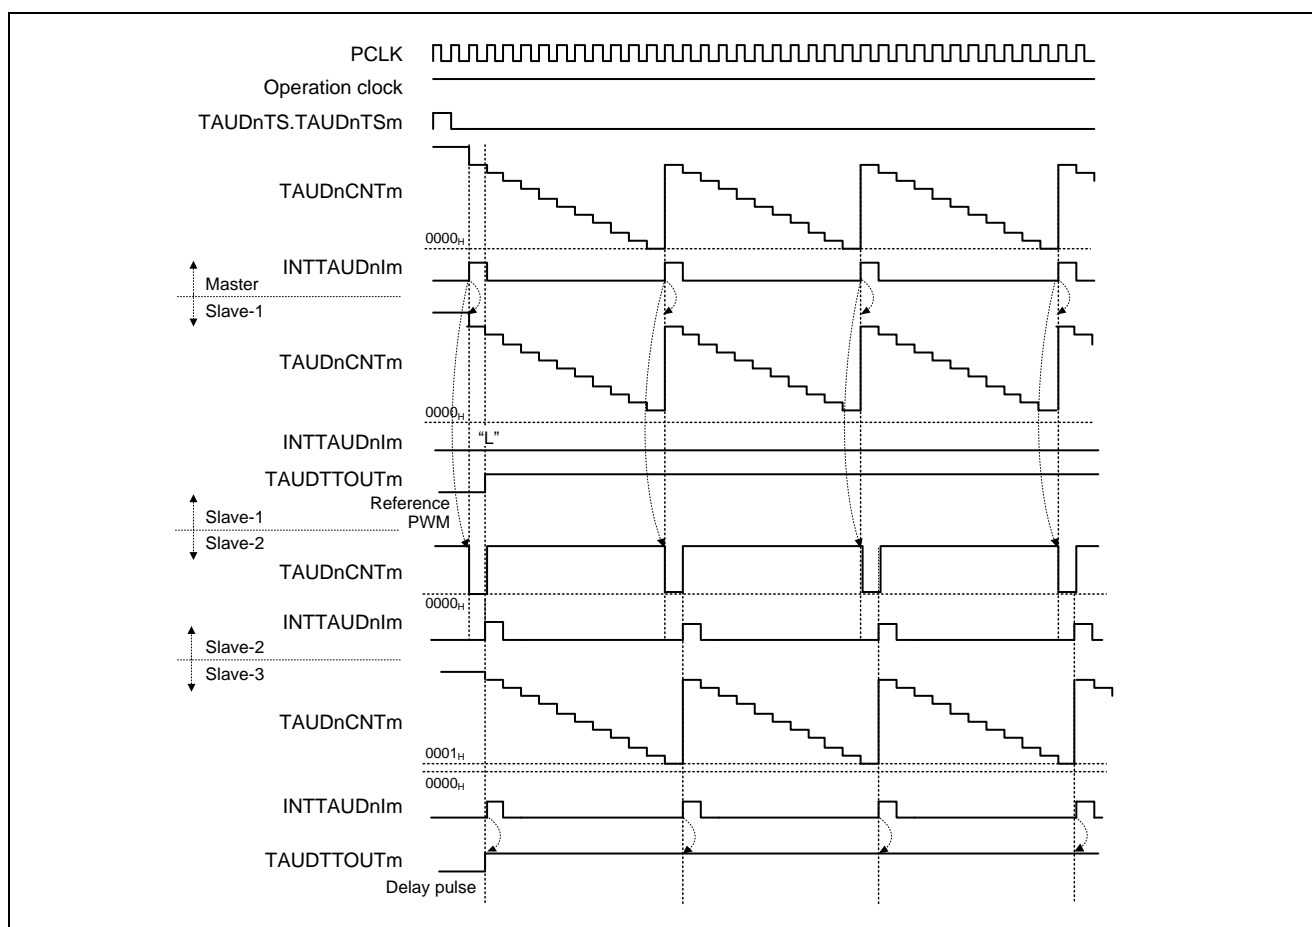 PCLK
Operation clock
TAUDnTS.TAUDnTSm
TAUDnCNTm
0000H
INTTAUDnIm
Master
Slave-1
TAUDnCNTm
0000H
INTTAUDnIm
“L”
TAUDTTOUTm
Reference
PWM
Slave-1
Slave-2
TAUDnCNTm
0000H
INTTAUDnIm
Slave-2
Slave-3
TAUDnCNTm
0001H
0000H
INTTAUDnIm
TAUDTTOUTm
Delay pulse